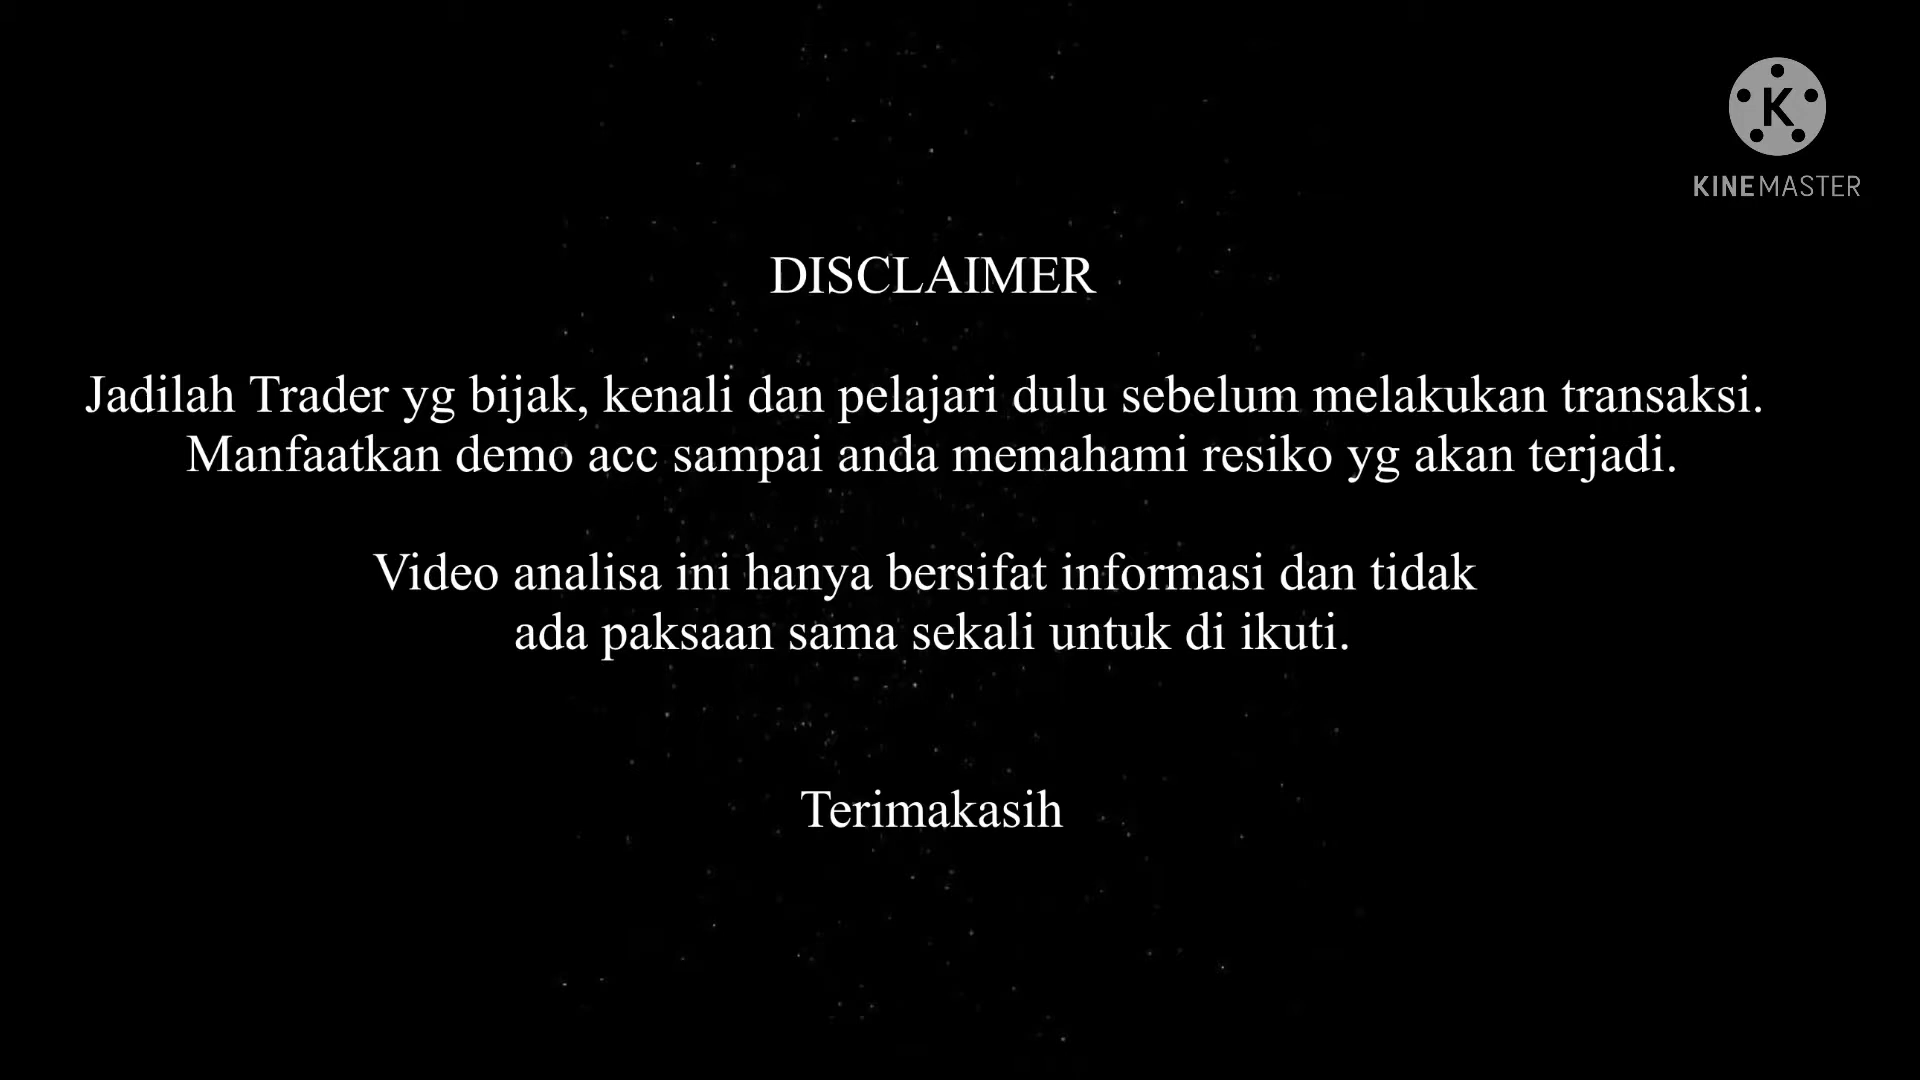 K
KINEMASTER
DISCLAIMER
Jadilah Trader yg bijak, kenali dan pelajari dulu sebelum melakukan transaksi.
Manfaatkan demo acc sampai anda memahami resiko yg akan terjadi.
Video analisa ini hanya bersifat informasi dan tidak
ada paksaan sama sekali untuk di ikuti.
Terimakasih